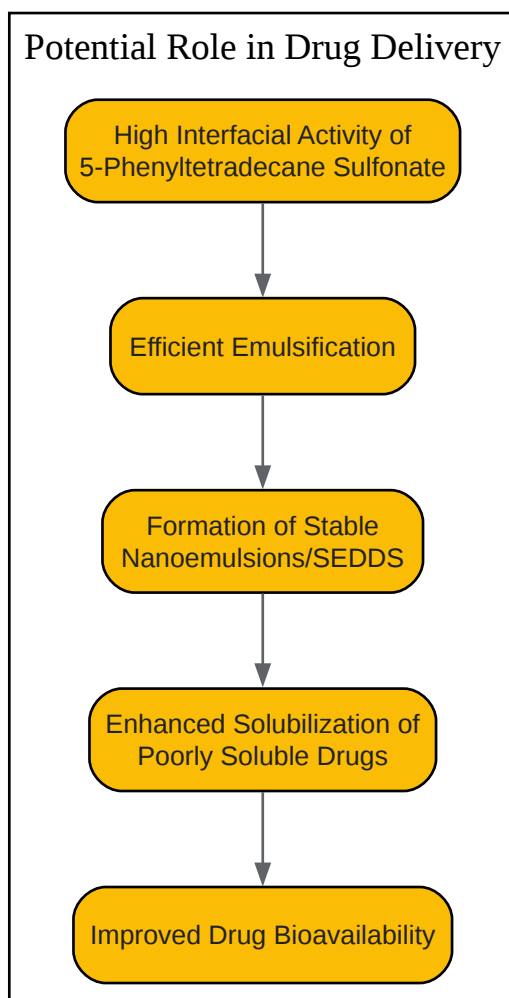 Potential Role in Drug Delivery
High Interfacial Activity of
5-Phenyltetradecane Sulfonate
Efficient Emulsification
Formation of Stable
Nanoemulsions/SEDDS
Enhanced Solubilization of
Poorly Soluble Drugs
Improved Drug Bioavailability